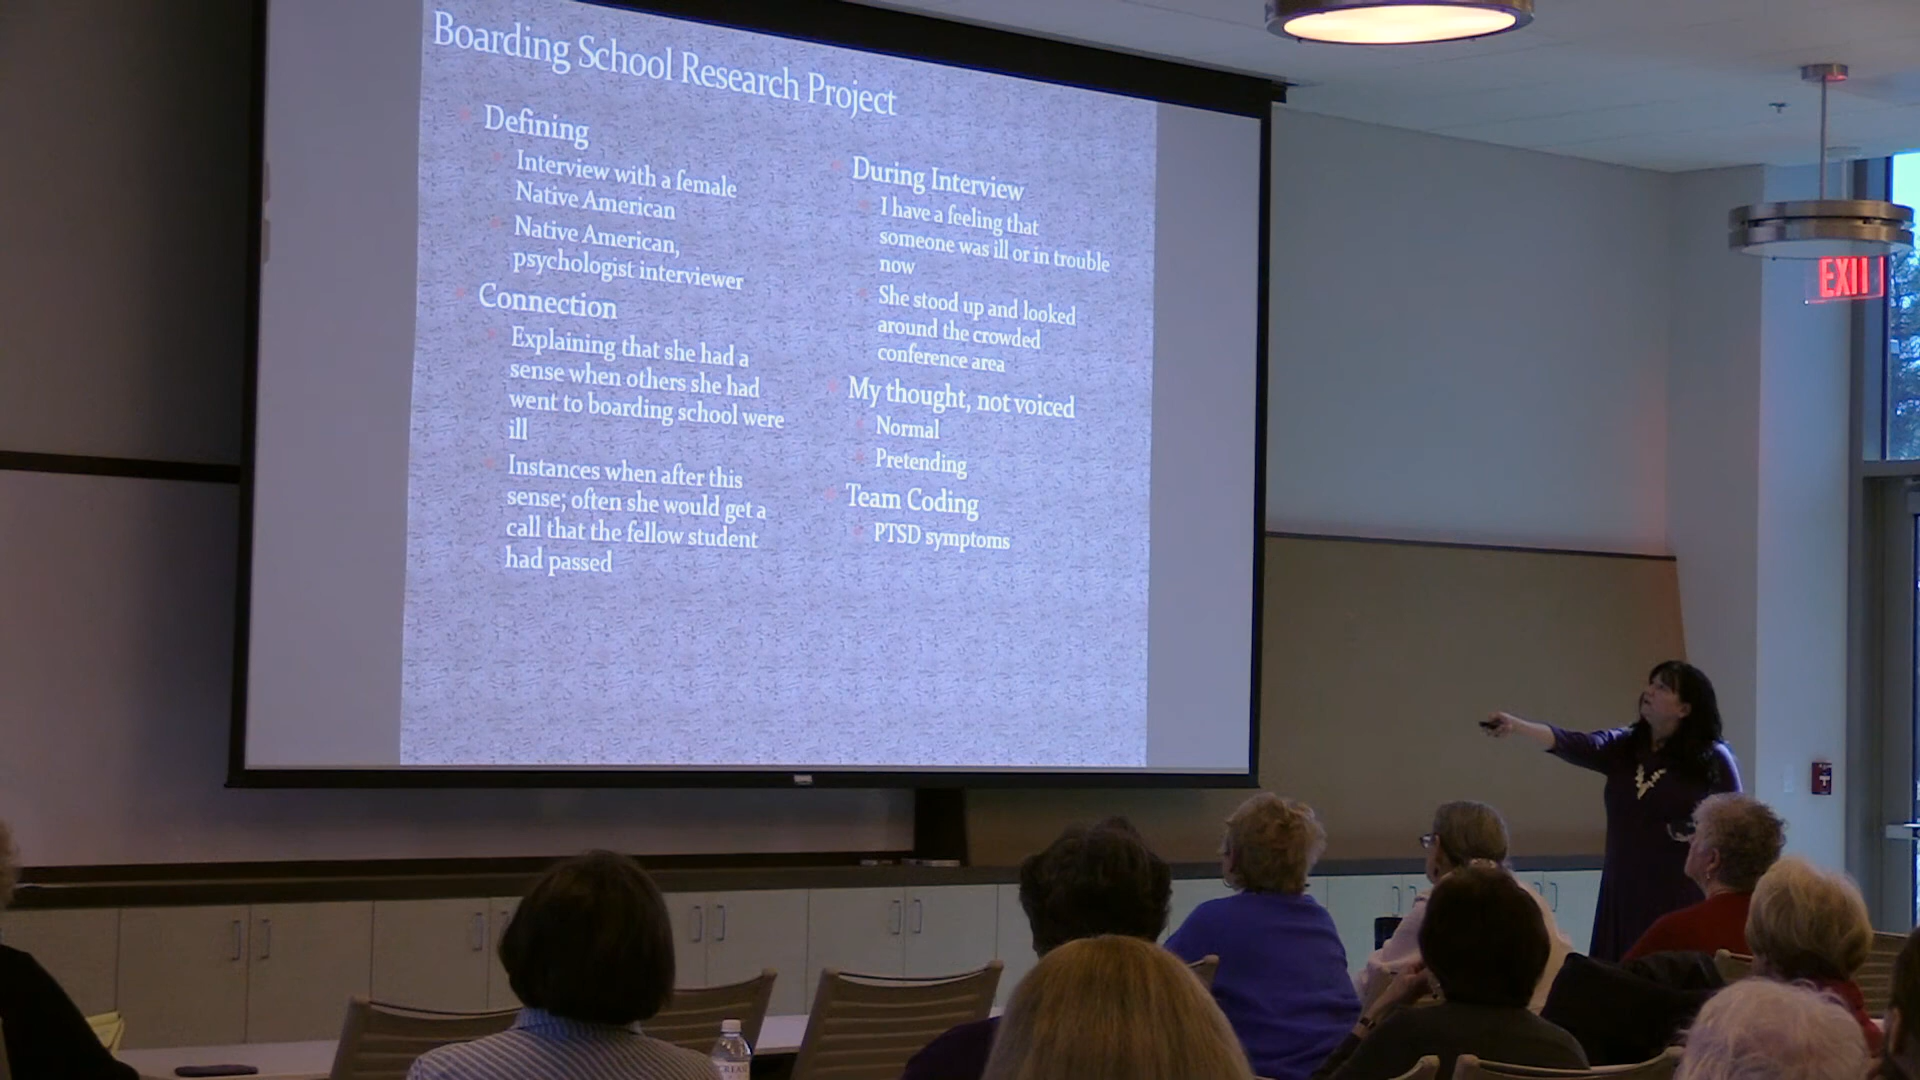 Boarding School Research Project
Defining
Interview with a female
Native American
Native American,
psychologist interviewer
Connection
Explaining that she had a
sense when others she had
went to boarding school were
ill
Instances when after this
sense; often she would get a
call that the fellow student
had passed
During Interview
I have a feeling that
someone was ill or in trouble
now
She stood up and looked
around the crowded
conference area
My thought, not voiced
Normal
Pretending
Team Coding
PTSD symptoms
EXIT